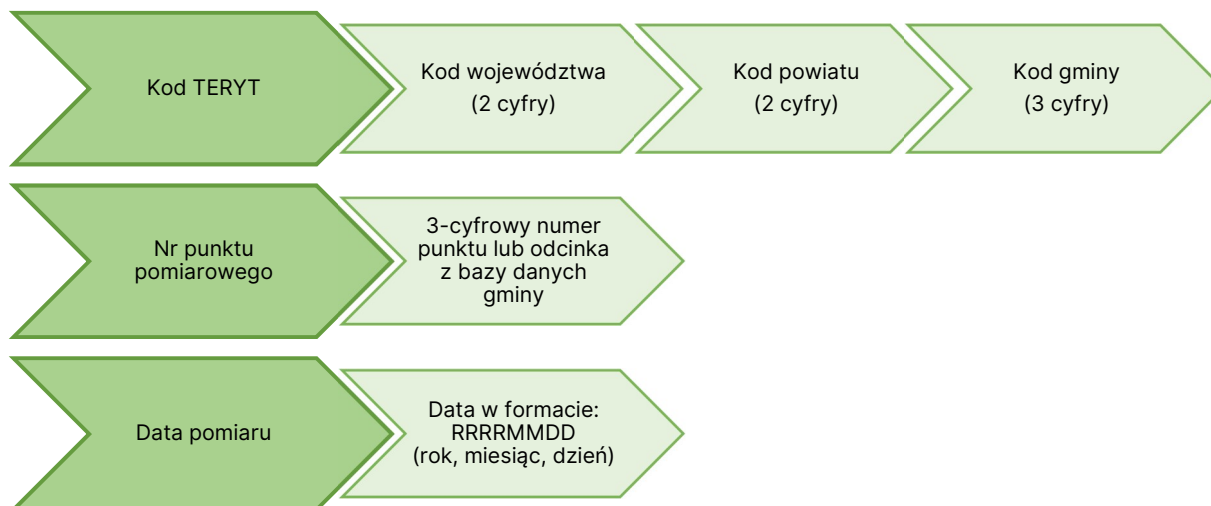 Kod TERYT
Kod województwa
(2 cyfry)
Kod powiatu
(2 cyfry)
Kod gminy
(3 cyfry)
Nr punktu
pomiarowego
3-cyfrowy numer
punktu lub odcinka
z bazy danych
gminy
Data pomiaru
Data w formacie:
RRRRMMDD
(rok, miesiąc, dzień)